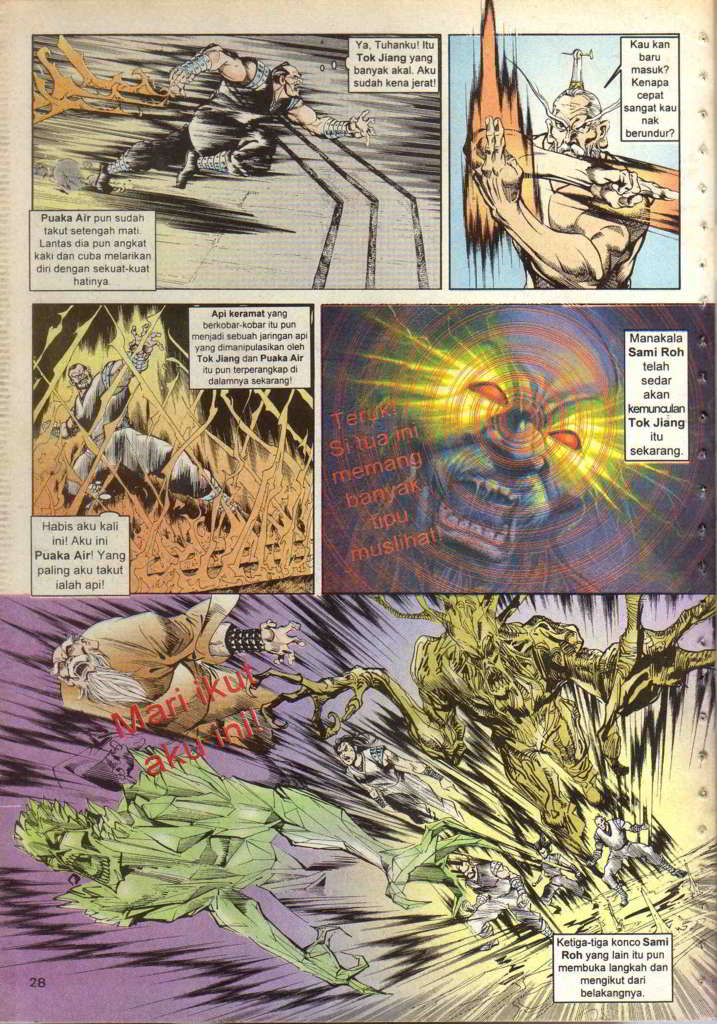 Ya, Tuhanku! Itu
Tok Jiang yang
banyak akal. Aku
sudah kena jerat!
Puaka Air pun sudah
takut setengah mati.
Lantas dia pun angkat
kaki dan cuba melarikan
diri dengan sekuat-kuat
hatinya.
Kau kan
baru
masuk?
Kenapa
cepat
sangat kau
nak
berundur?
Api keramat yang
berkobar-kobar itu pun
menjadi sebuah jaringan api
yang dimanipulasikan oleh
Tok Jiang dan Puaka Air
itu pun terperangkap di
dalamnya sekarang!
Habis aku kali
ini! Aku ini
Puaka Air! Yang
paling aku takut
ialah api!
Manakala
Sami Roh
telah
sedar
akan
kemunculan
Tok Jiang
itu
sekarang.
Teruk!
Si tua ini
memang
banyak
tipu
muslihat!
Mari ikut
aku ini!
Ketiga-tiga konco Sami
Roh yang lain itu pun
membuka langkah dan
mengikut dari
belakangnya.
28